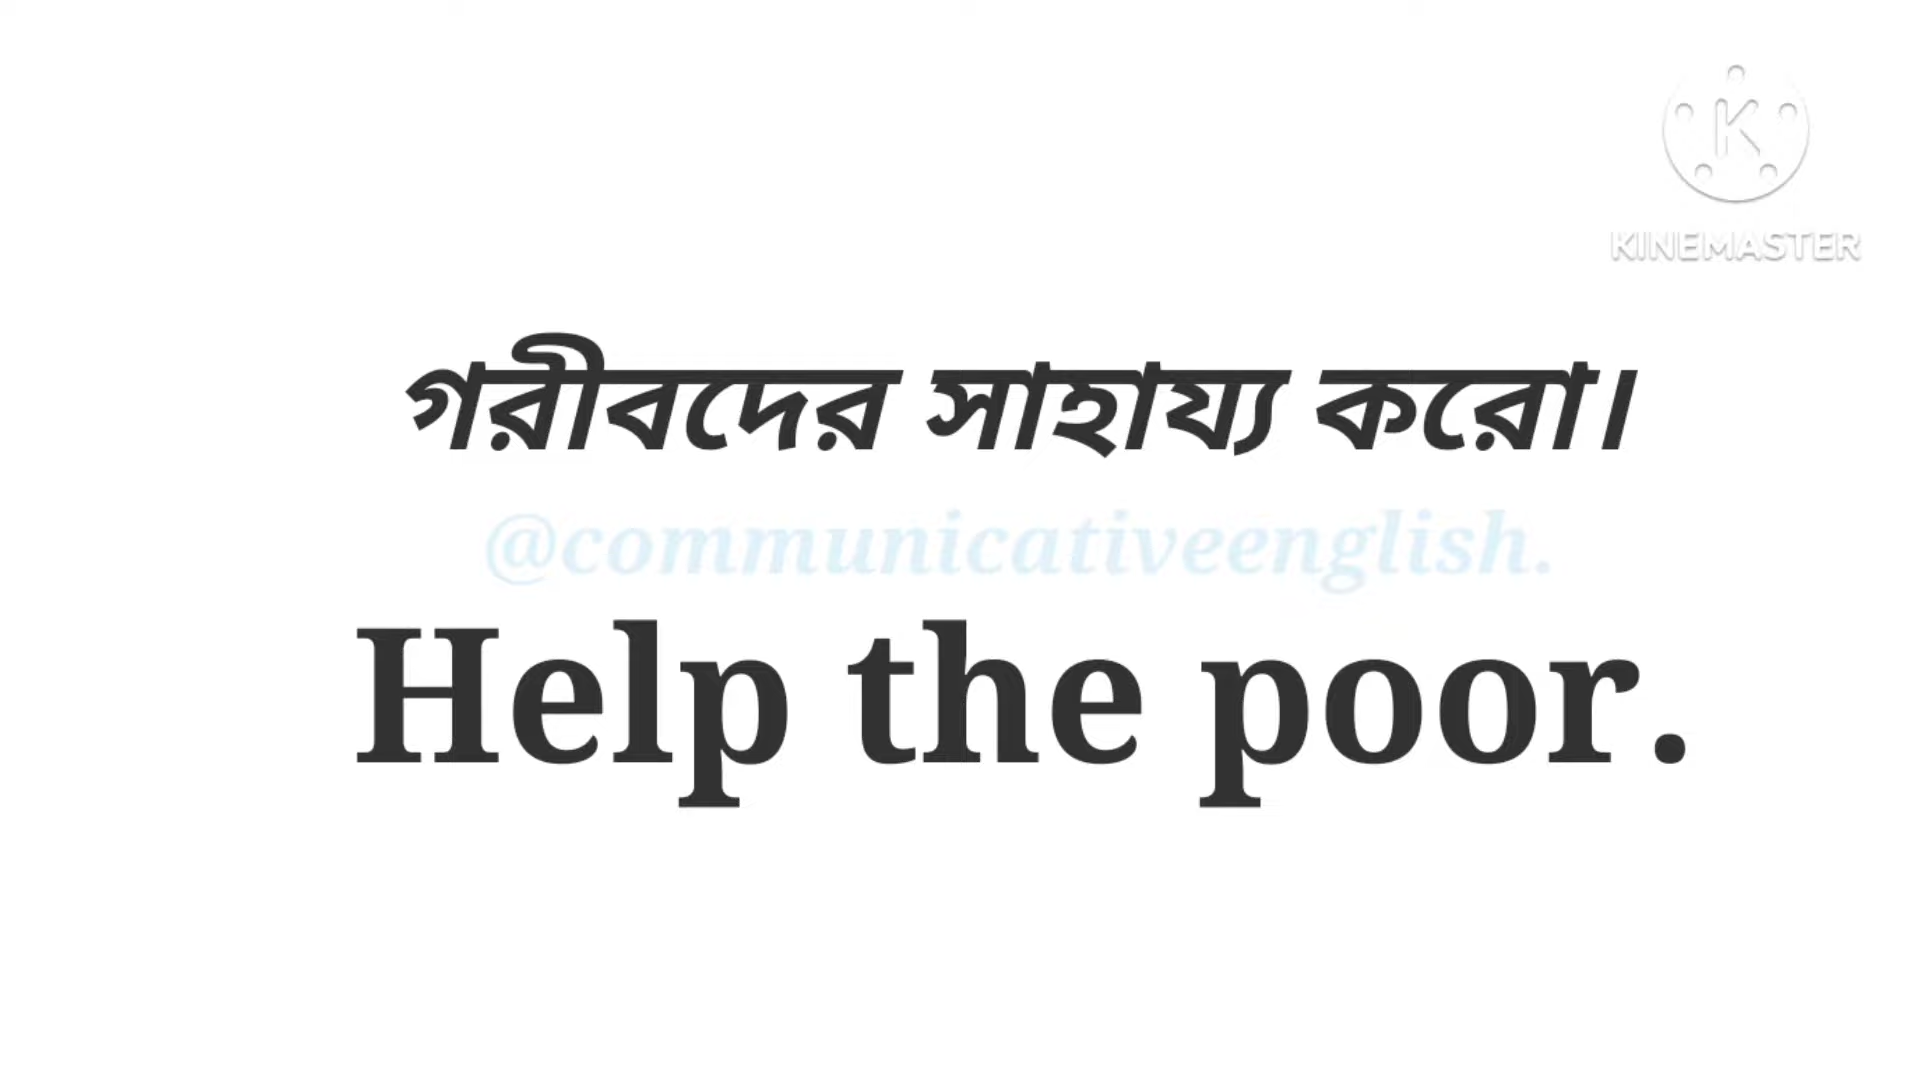 KINEMASTER
গরীবদের সাহায্য করো।
@communicativeenglish.
Help the poor.